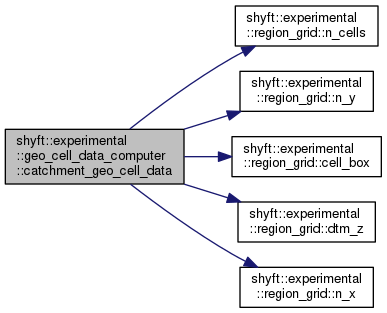 shyft::experimental
::region_grid::n_cells
shyft::experimental
::region_grid::n_y
shyft::experimental
::geo_cell_data_computer
::catchment_geo_cell_data
shyft::experimental
::region_grid::cell_box
shyft::experimental
::region_grid::dtm_z
shyft::experimental
::region_grid::n_x